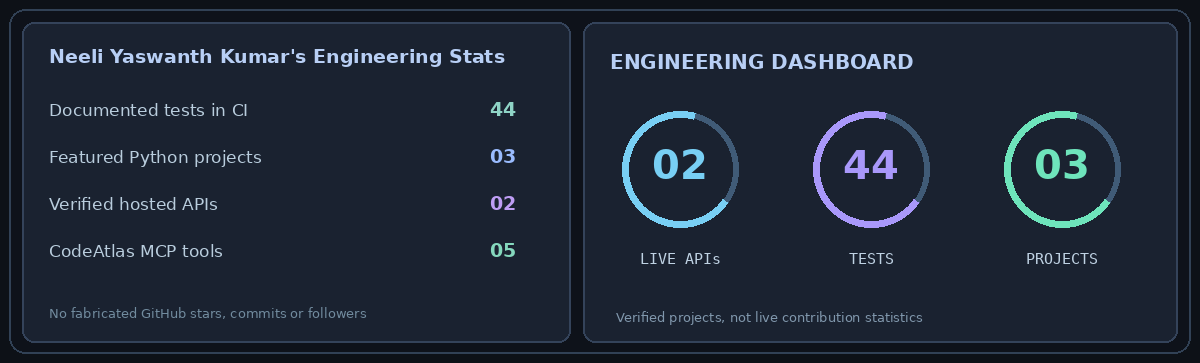 Neeli Yaswanth Kumar's Engineering Stats
Documented tests in CI 44
Featured Python projects 03
Verified hosted APIs 02
CodeAtlas MCP tools 05
No fabricated GitHub stars, commits or followers
ENGINEERING DASHBOARD
02 44 03
LIVE APIs TESTS PROJECTS
Verified projects, not live contribution statistics